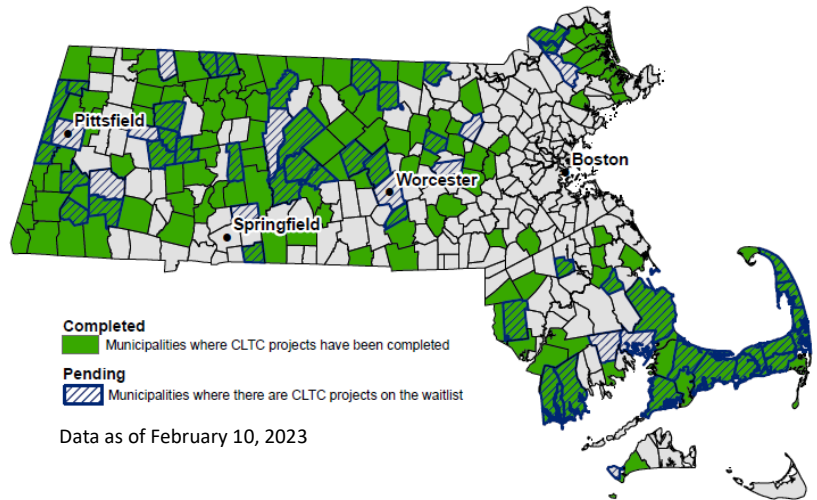 Pittsfield
Boston
Worcester
Springfield
Completed
Municipalities where CLTC projects have been completed
Pending
Municipalities where there are CLTC projects on the waitlist
Data as of February 10, 2023